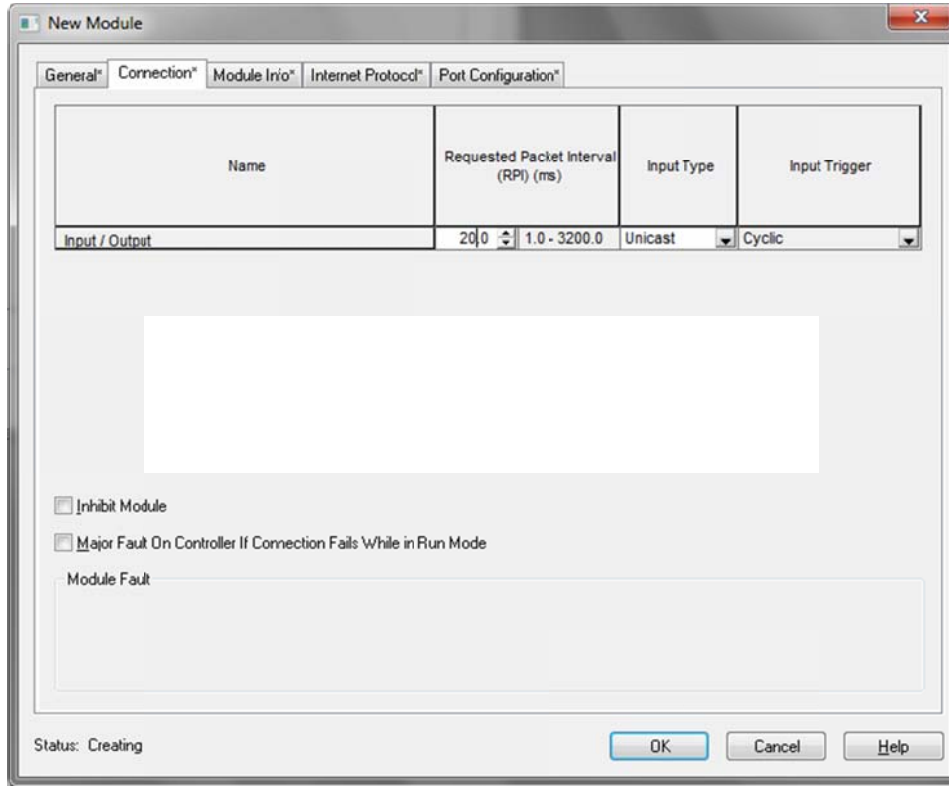 New Module
General* Connection* Module Info* Internet Protocol* Port Configuration*
Name Requested Packet Interval (RPI) (ms) Input Type Input Trigger
Input / Output 20.0 1.0 - 3200.0 Unicast Cyclic
Inhibit Module
Major Fault On Controller If Connection Fails While in Run Mode
Module Fault
Status: Creating OK Cancel Help